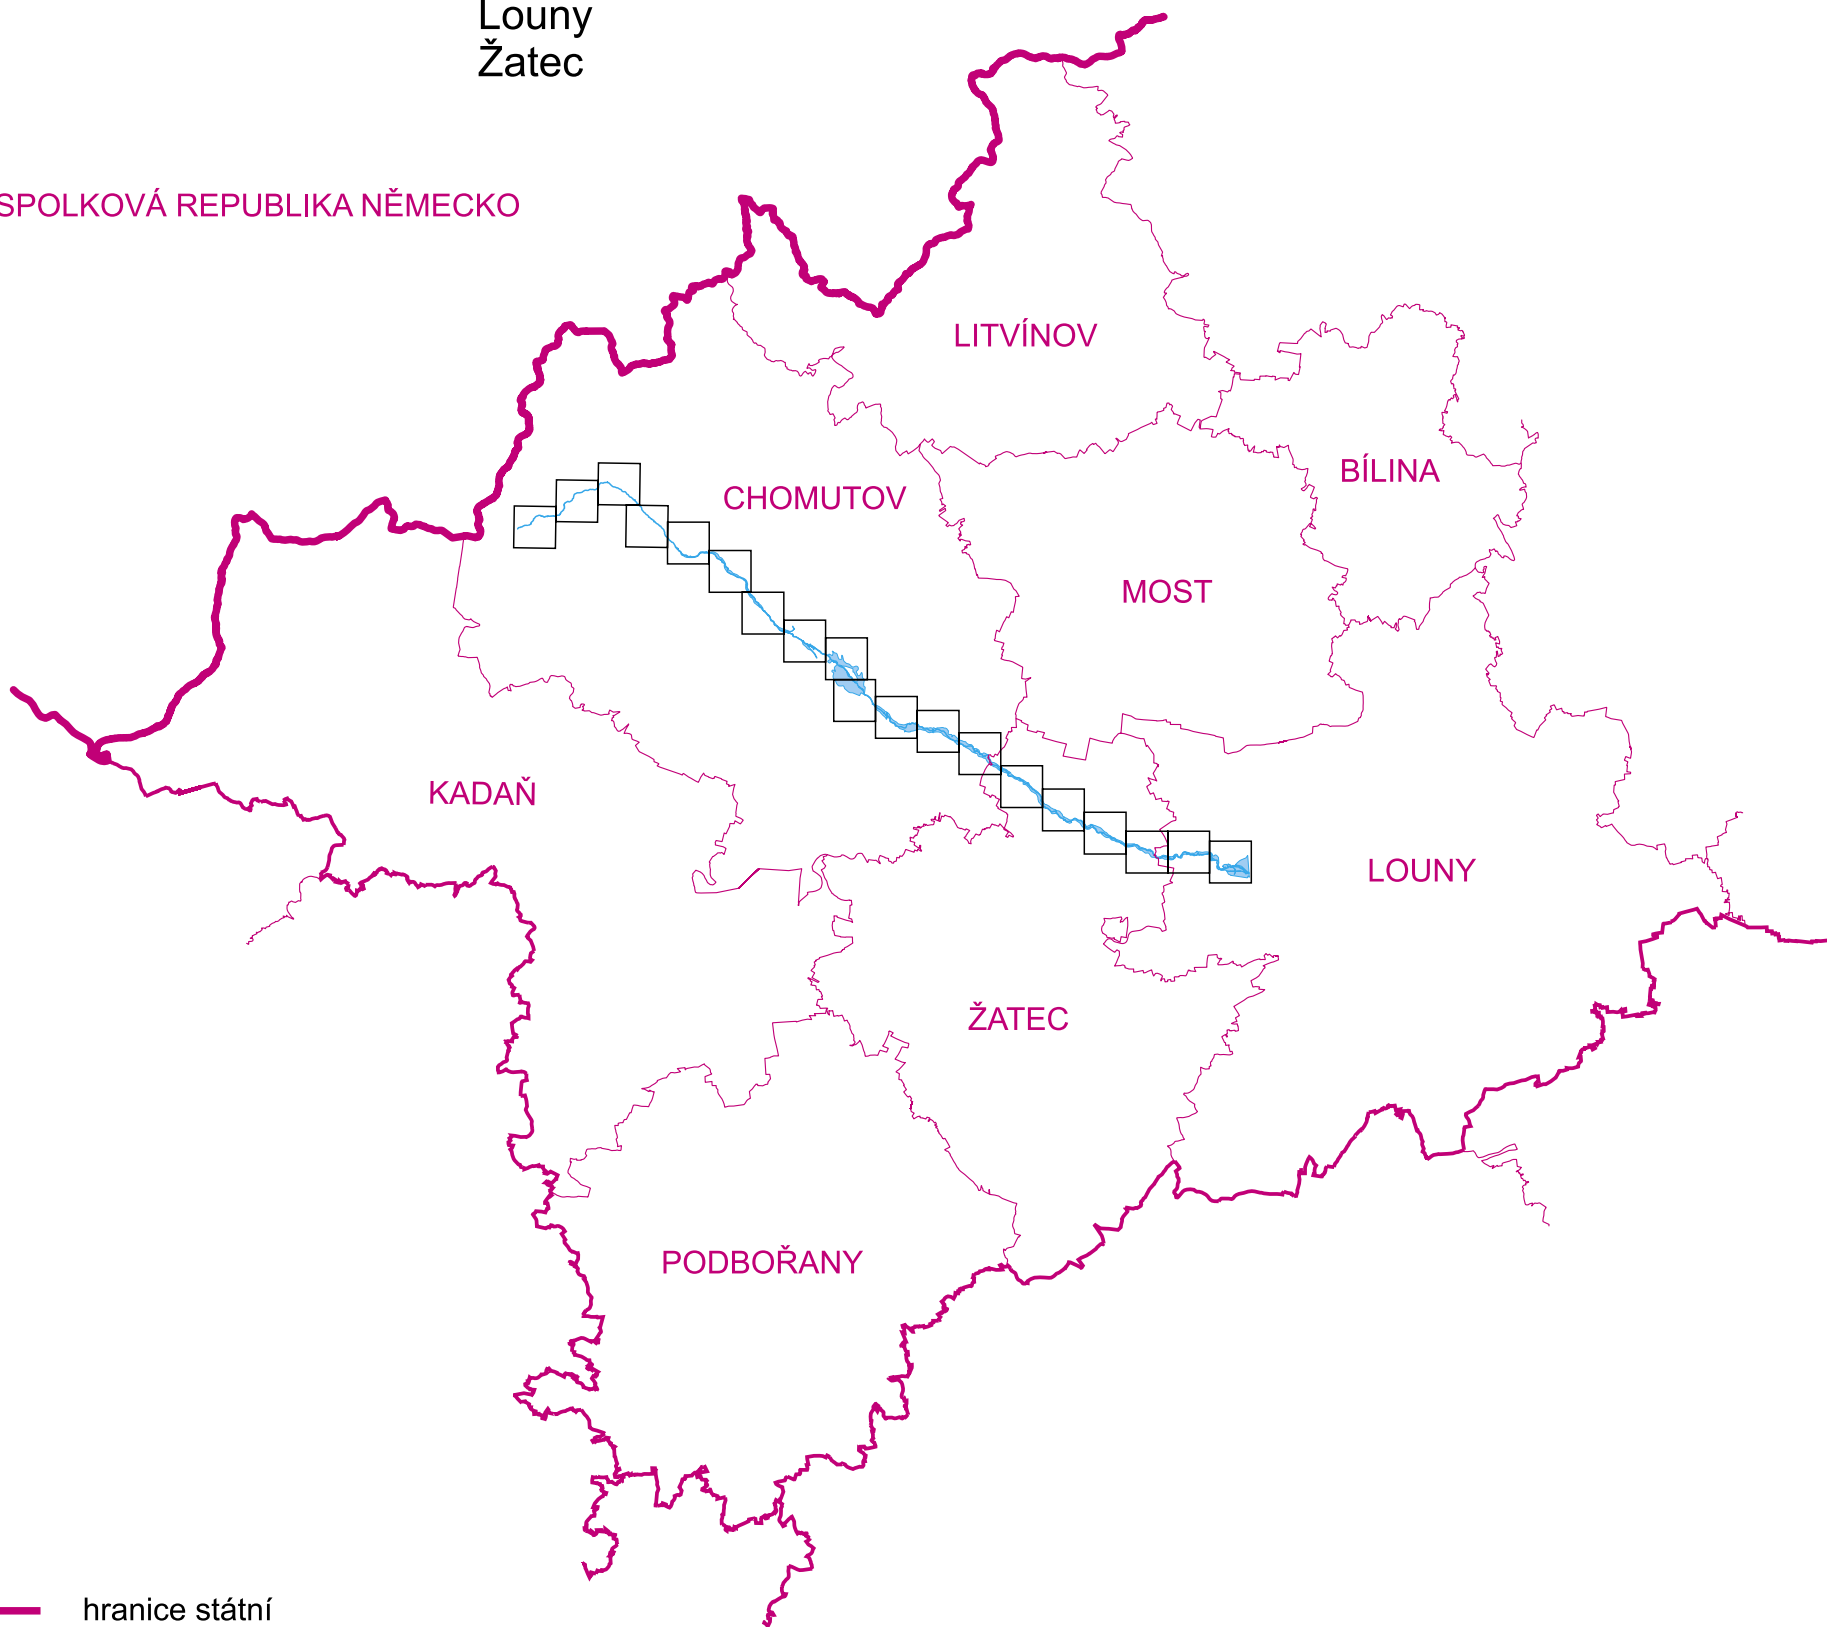 Louny
Žatec
SPOLKOVÁ REPUBLIKA NĚMECKO
LITVÍNOV
BÍLINA
CHOMUTOV
MOST
KADAŇ
LOUNY
ŽATEC
PODBOŘANY
hranice státní